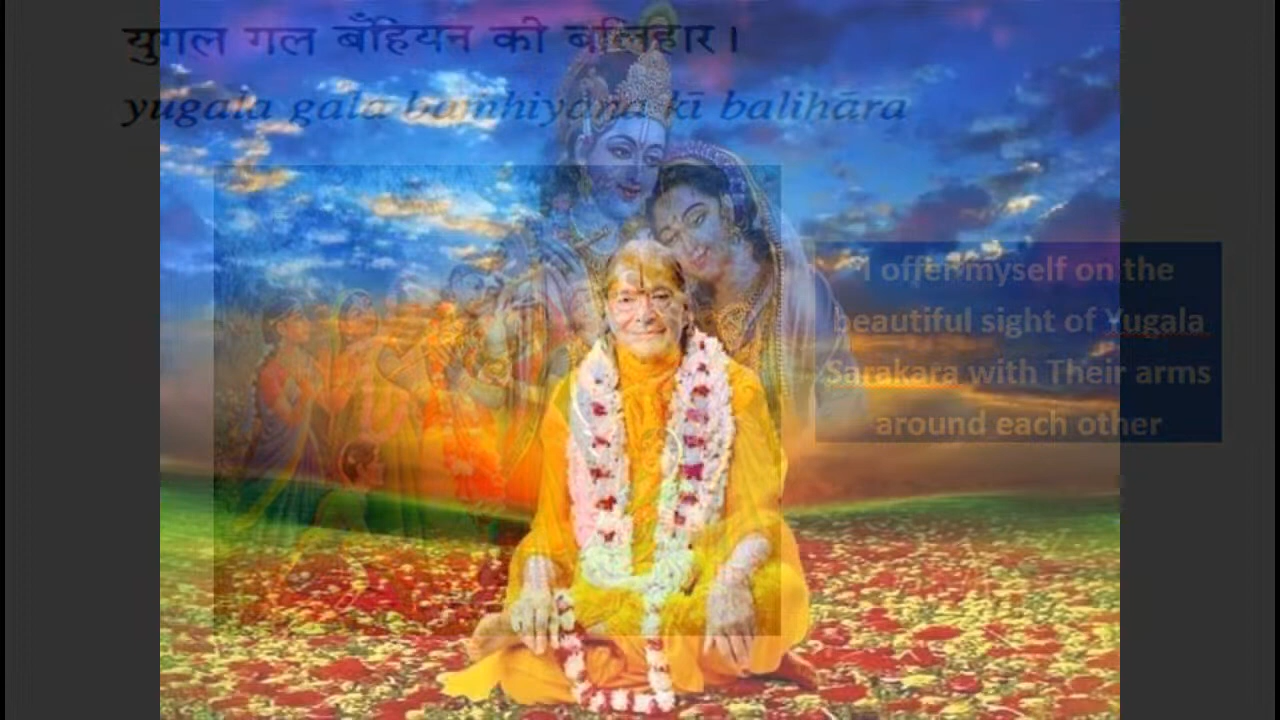 युगल गल बँहियन की बलिहार।
yugala gala baṁhiyana kī balihāra
I offer myself on the
beautiful sight of Yugala
Sarakara with Their arms
around each other